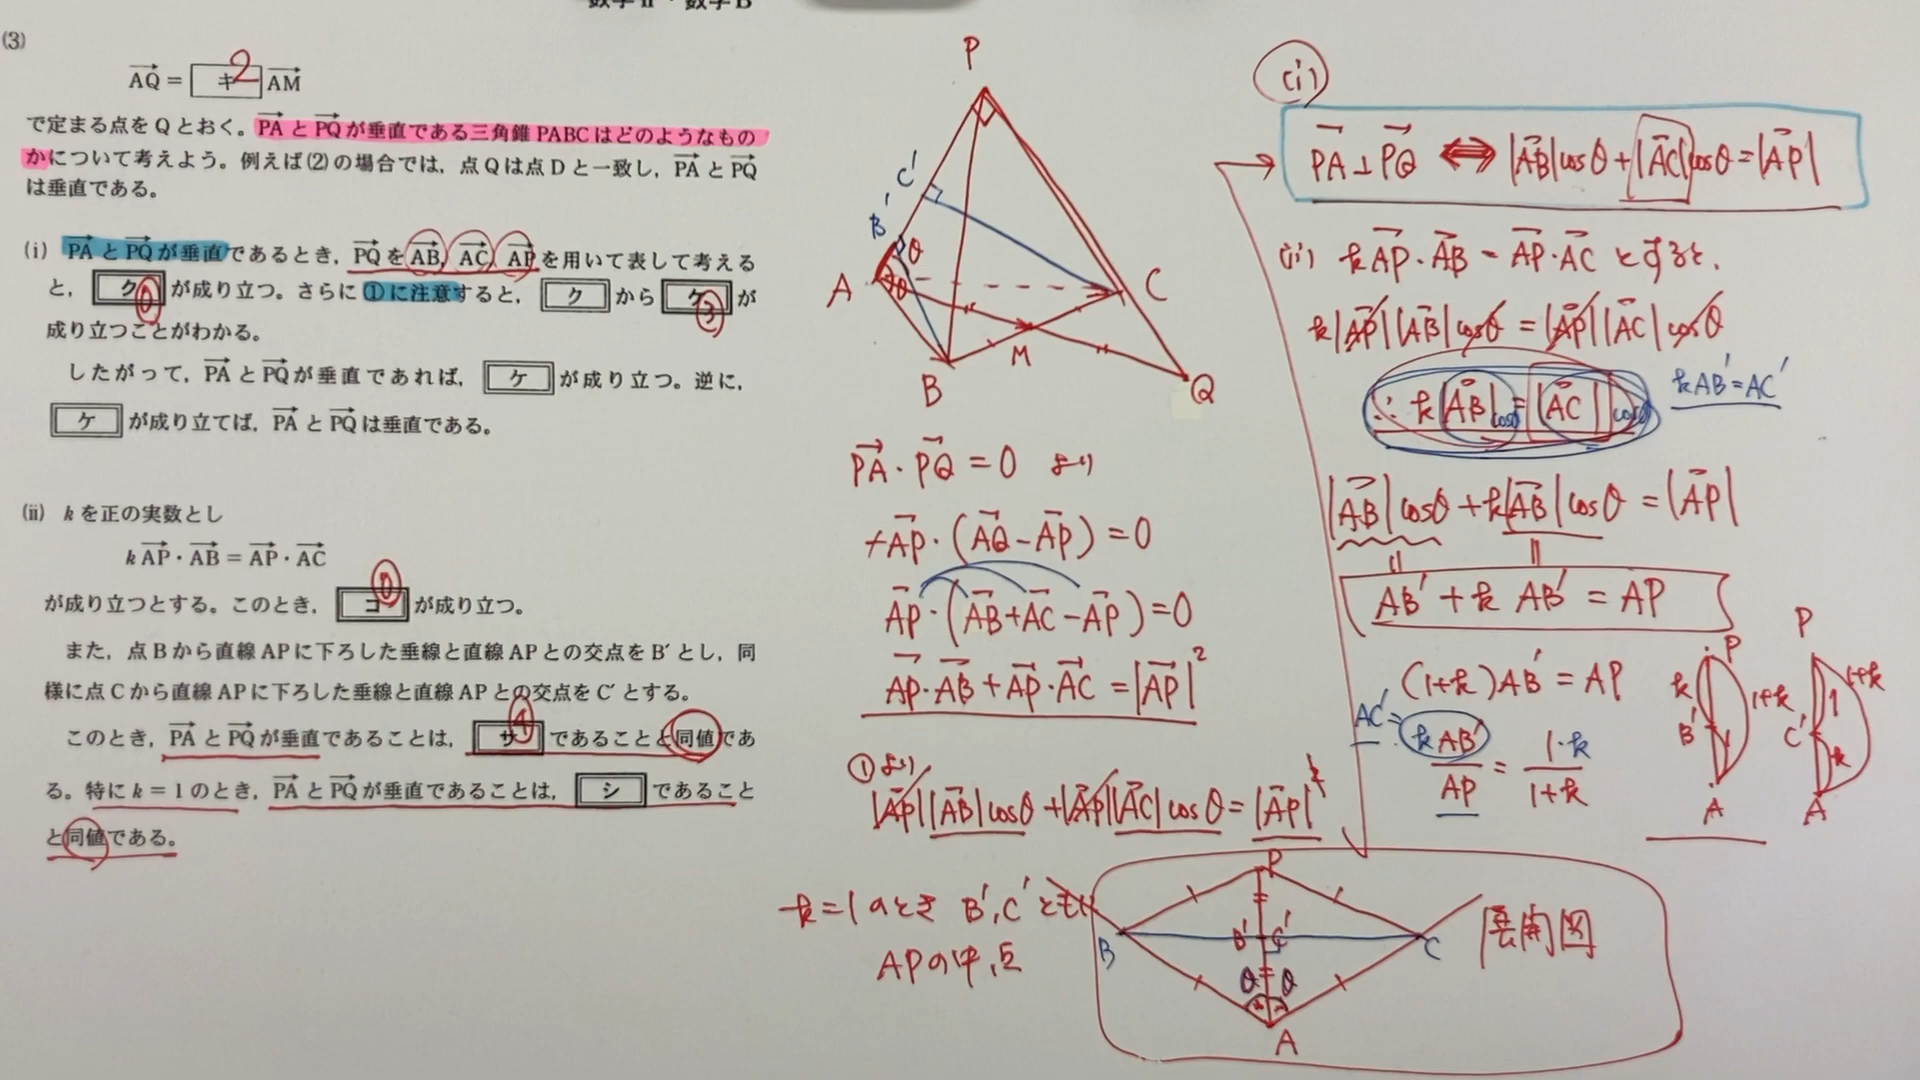 数学Ⅱ・数学B
(3)
AQ = キ 2 AM
で定まる点をQとおく。PAとPQが垂直である三角錐PABCはどのようなもの
かについて考えよう。例えば(2)の場合では，点Qは点Dと一致し，PAとPQ
は垂直である。
(i) PAとPQが垂直であるとき，PQをAB，AC，APを用いて表して考える
と，ク⓪が成り立つ。さらに①に注意すると，クからケ③が
成り立つことがわかる。
したがって，PAとPQが垂直であれば，ケが成り立つ。逆に，
ケが成り立てば，PAとPQは垂直である。
(ii) kを正の実数とし
kAP・AB = AP・AC
が成り立つとする。このとき，コ⓪が成り立つ。
また，点Bから直線APに下ろした垂線と直線APとの交点をB′とし，同
様に点Cから直線APに下ろした垂線と直線APとの交点をC′とする。
このとき，PAとPQが垂直であることは，サ④であることと同値であ
る。特にk＝1のとき，PAとPQが垂直であることは，シであること
と同値である。
P
C′
B′
θ
A
θ
C
M
B
Q
PA・PQ = 0 より
AP・(AQ-AP) = 0
AP・(AB+AC-AP) = 0
AP・AB + AP・AC = |AP|²
①より
|AP||AB|cosθ + |AP||AC|cosθ = |AP|
k=1のとき B′,C′ とも
APの中点
(i)
PA⊥PQ ⇔ |AB|cosθ + |AC|cosθ = |AP|
(ii) kAP・AB = AP・AC とすると、
k|AP||AB|cosθ = |AP||AC|cosθ
∴ k|AB|cosθ = |AC|cosθ
kAB′=AC′
|AB|cosθ + k|AB|cosθ = |AP|
AB′ + k AB′ = AP
(1+k)AB′ = AP
AC′ = kAB′
AP
= 1・k
1+k
P
k
1+k
B′
1
A
P
1+k
1
C′
k
A
P
B
B′
C′
C
θ θ
A
展開図